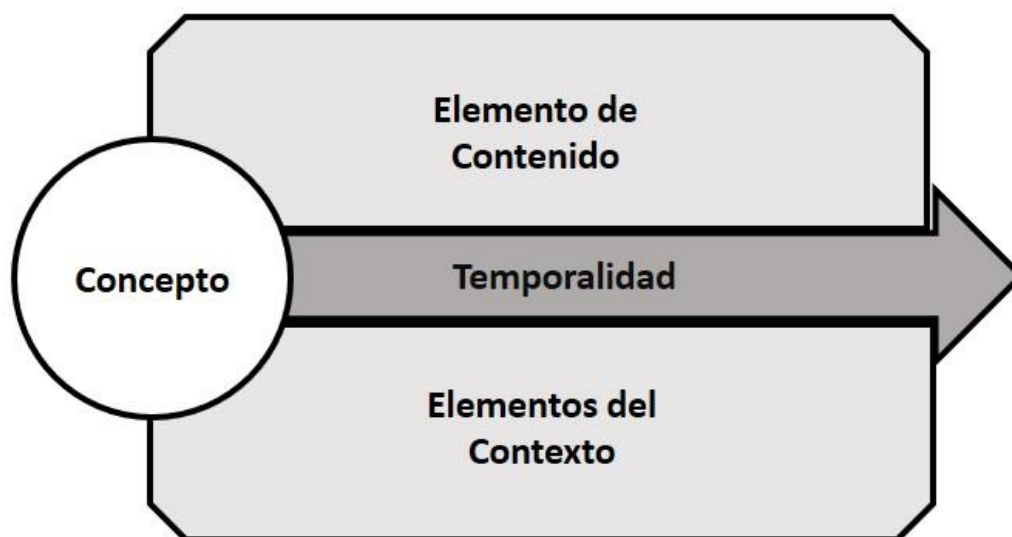 Elemento de
Contenido
Concepto
Temporalidad
Elementos del
Contexto